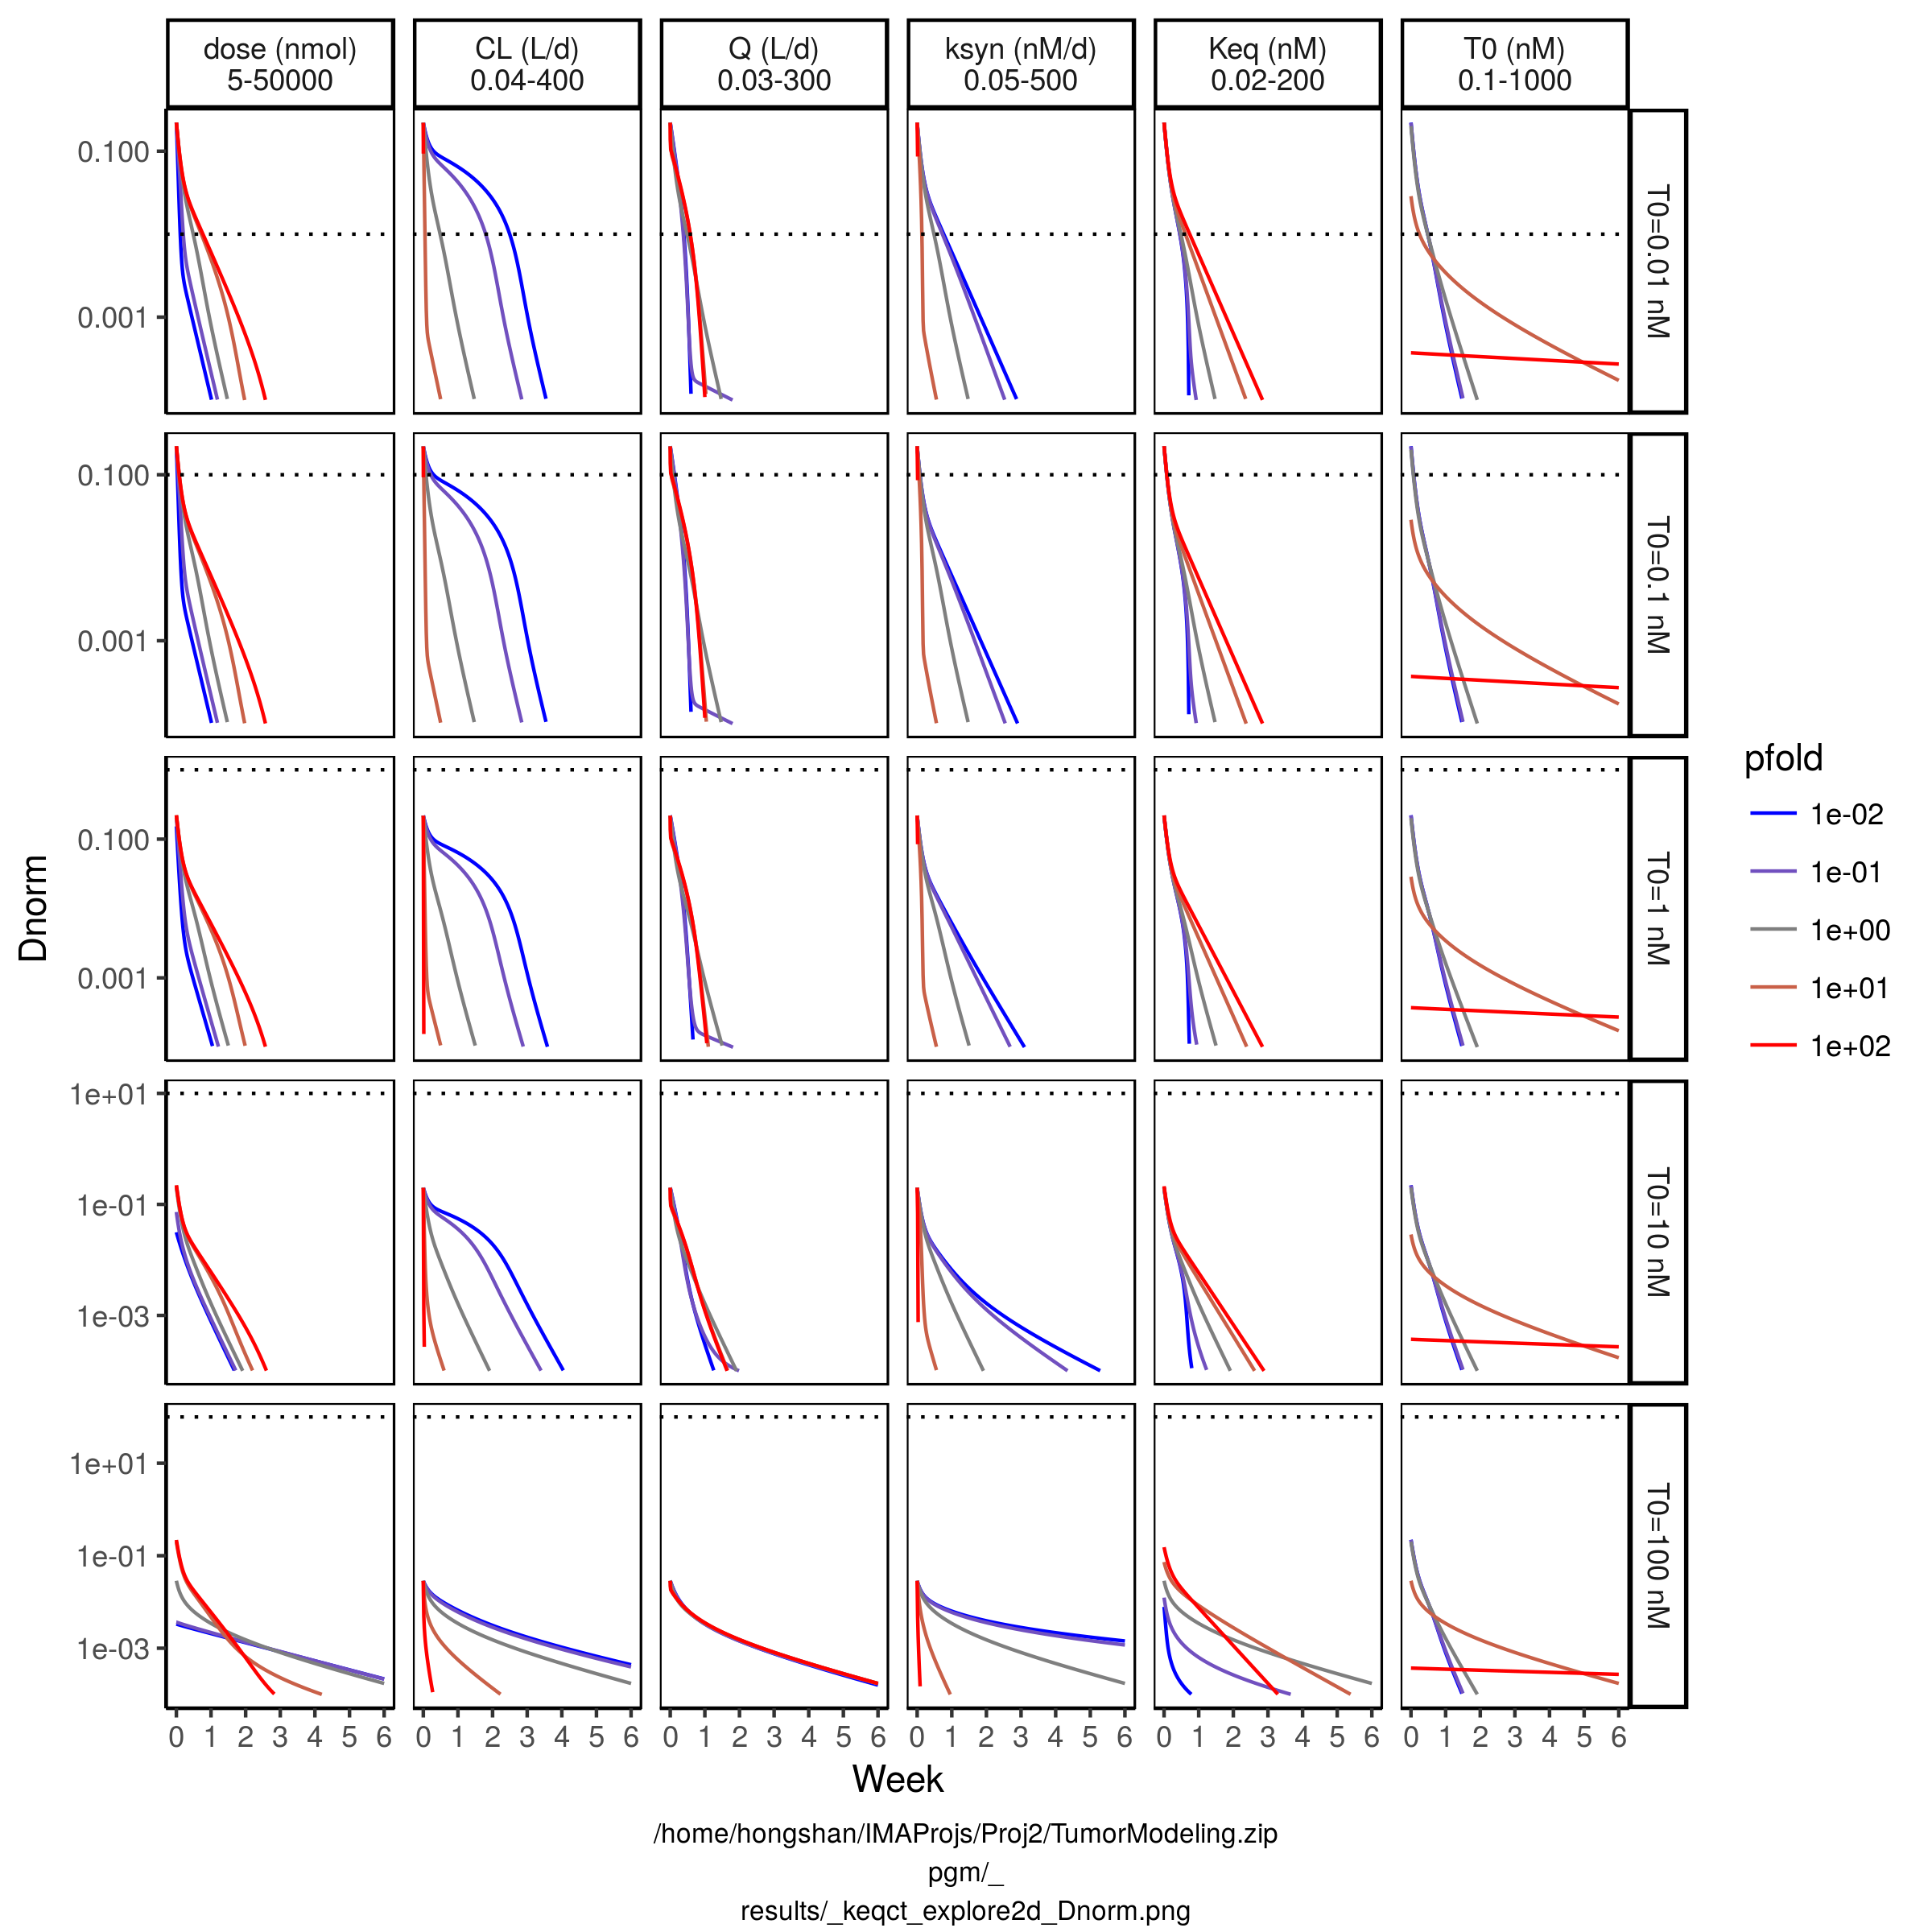 dose (nmol)
5-50000
CL (L/d)
0.04-400
Q (L/d)
0.03-300
ksyn (nM/d)
0.05-500
Keq (nM)
0.02-200
T0 (nM)
0.1-1000
0.100
0.001
T0=0.01 nM
0.100
0.001
T0=0.1 nM
0.100
0.001
T0=1 nM
1e+01
1e-01
1e-03
T0=10 nM
1e+01
1e-01
1e-03
T0=100 nM
Dnorm
0 1 2 3 4 5 6
0 1 2 3 4 5 6
0 1 2 3 4 5 6
0 1 2 3 4 5 6
0 1 2 3 4 5 6
0 1 2 3 4 5 6
Week
pfold
1e-02
1e-01
1e+00
1e+01
1e+02
/home/hongshan/IMAProjs/Proj2/TumorModeling.zip
pgm/_
results/_keqct_explore2d_Dnorm.png